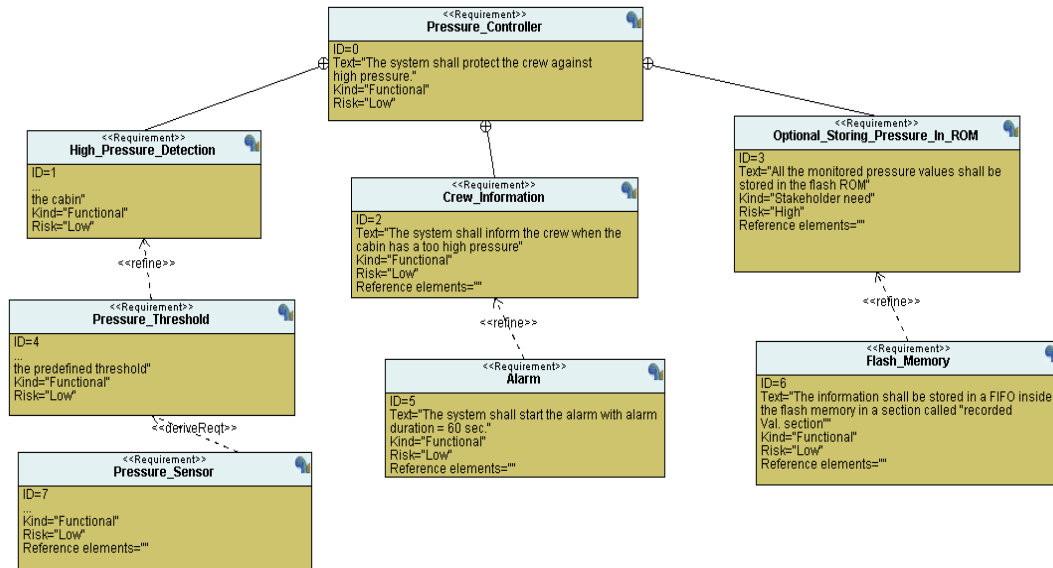 <<Requirement>>
Pressure_Controller
ID=0
Text="The system shall protect the crew against
high pressure."
Kind="Functional"
Risk="Low"
<<Requirement>>
High_Pressure_Detection
ID=1
...
the cabin"
Kind="Functional"
Risk="Low"
<<Requirement>>
Crew_Information
ID=2
Text="The system shall inform the crew when the
cabin has a too high pressure"
Kind="Functional"
Risk="Low"
Reference elements=""
<<Requirement>>
Optional_Storing_Pressure_In_ROM
ID=3
Text="All the monitored pressure values shall be
stored in the flash ROM"
Kind="Stakeholder need"
Risk="High"
Reference elements=""
<<refine>>
<<refine>>
<<refine>>
<<Requirement>>
Pressure_Threshold
ID=4
...
the predefined threshold"
Kind="Functional"
Risk="Low"
<<deriveReqt>>
<<Requirement>>
Alarm
ID=5
Text="The system shall start the alarm with alarm
duration = 60 sec."
Kind="Functional"
Risk="Low"
Reference elements=""
<<Requirement>>
Flash_Memory
ID=6
Text="The information shall be stored in a FIFO inside
the flash memory in a section called "recorded
Val. section""
Kind="Functional"
Risk="Low"
Reference elements=""
<<Requirement>>
Pressure_Sensor
ID=7
...
Kind="Functional"
Risk="Low"
Reference elements=""